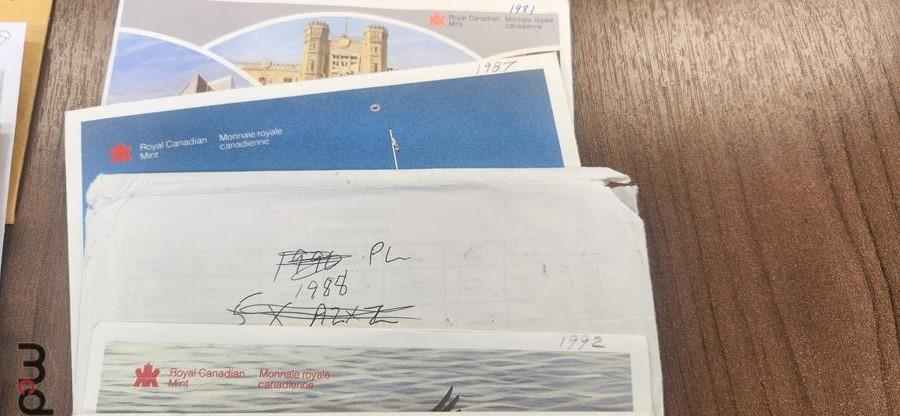 1981
Royal Canadian Monnaie royale
Mint canadienne
1987
Royal Canadian Monnaie royale
Mint canadienne
1996 PL
1988
1992
Royal Canadian Monnaie royale
Mint canadienne